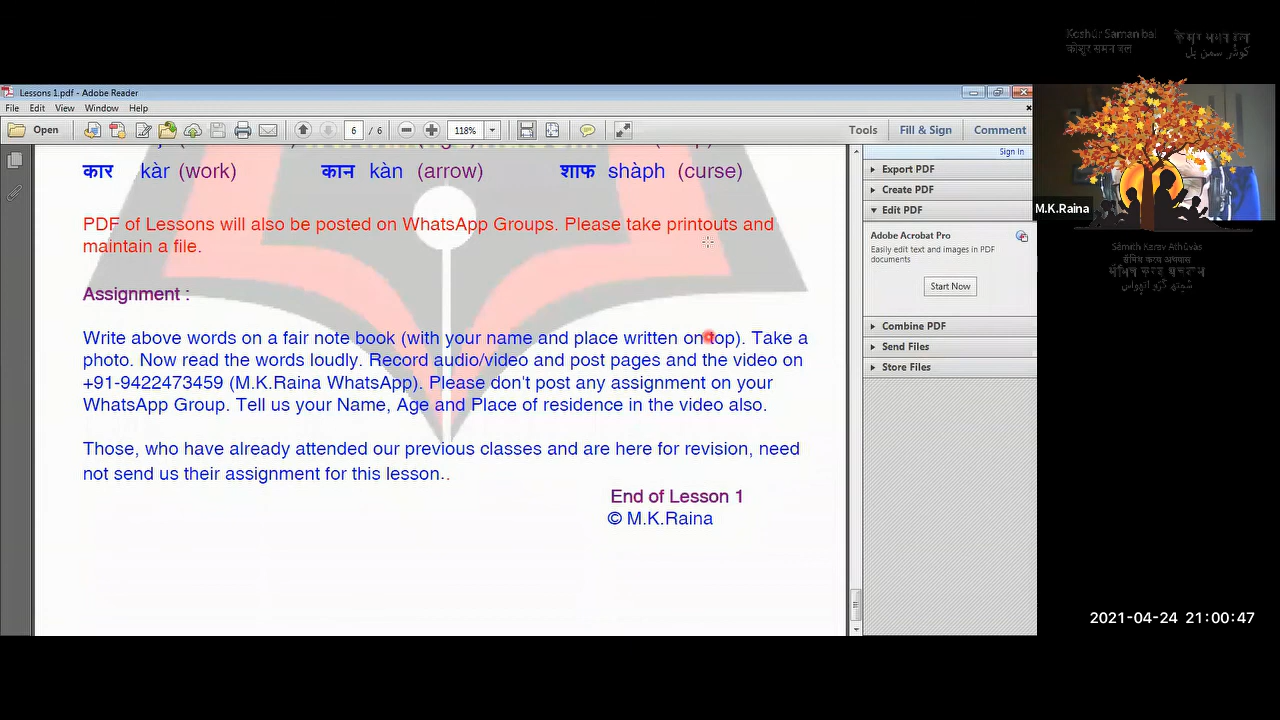 Koshür Saman bal
कोशुर समन बल
Lessons 1.pdf - Adobe Reader
File Edit View Window Help
Open 6 / 6 118% Tools Fill & Sign Comment
Sign In
कार kàr (work) कान kàn (arrow) शाफ shàph (curse)
PDF of Lessons will also be posted on WhatsApp Groups. Please take printouts and
maintain a file.
Assignment :
Write above words on a fair note book (with your name and place written on top). Take a
photo. Now read the words loudly. Record audio/video and post pages and the video on
+91-9422473459 (M.K.Raina WhatsApp). Please don't post any assignment on your
WhatsApp Group. Tell us your Name, Age and Place of residence in the video also.
Those, who have already attended our previous classes and are here for revision, need
not send us their assignment for this lesson..
End of Lesson 1
© M.K.Raina
Export PDF
Create PDF
Edit PDF
Adobe Acrobat Pro
Easily edit text and images in PDF
documents
Start Now
Combine PDF
Send Files
Store Files
M.K.Raina
2021-04-24 21:00:47